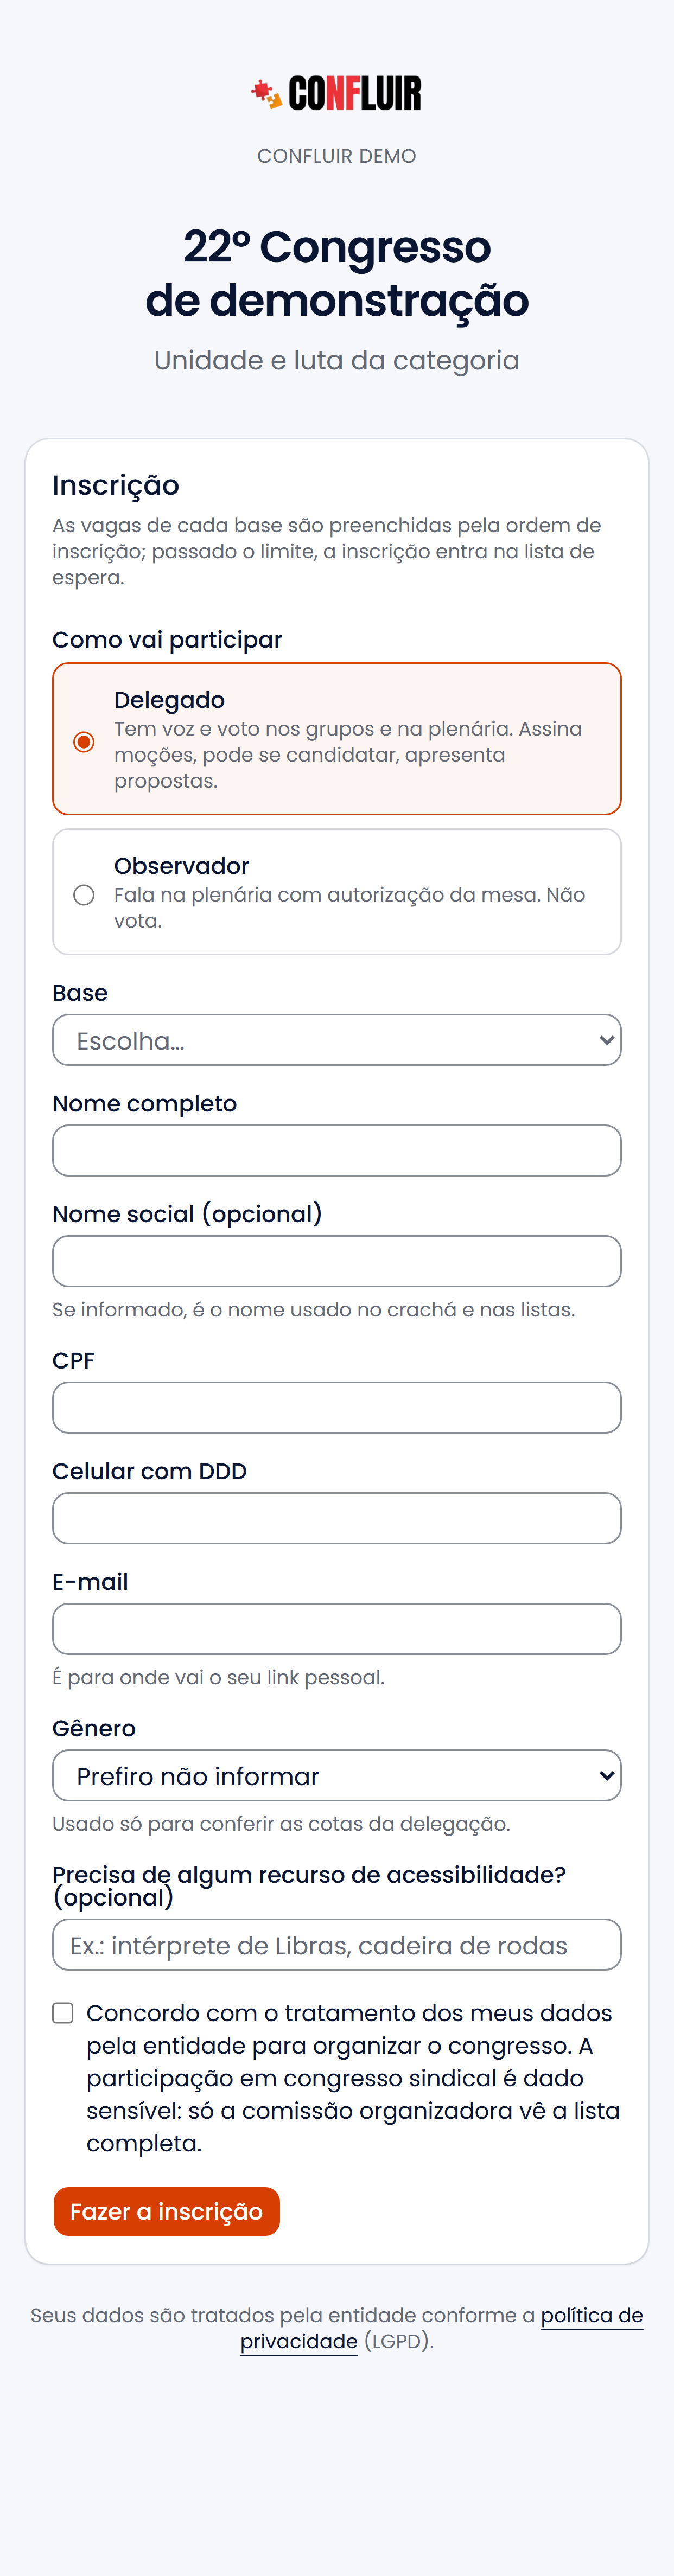 CONFLUIR
CONFLUIR DEMO
22º Congresso
de demonstração
Unidade e luta da categoria
Inscrição
As vagas de cada base são preenchidas pela ordem de
inscrição; passado o limite, a inscrição entra na lista de
espera.
Como vai participar
Delegado
Tem voz e voto nos grupos e na plenária. Assina
moções, pode se candidatar, apresenta
propostas.
Observador
Fala na plenária com autorização da mesa. Não
vota.
Base
Escolha...
Nome completo
Nome social (opcional)
Se informado, é o nome usado no crachá e nas listas.
CPF
Celular com DDD
E-mail
É para onde vai o seu link pessoal.
Gênero
Prefiro não informar
Usado só para conferir as cotas da delegação.
Precisa de algum recurso de acessibilidade?
(opcional)
Ex.: intérprete de Libras, cadeira de rodas
Concordo com o tratamento dos meus dados
pela entidade para organizar o congresso. A
participação em congresso sindical é dado
sensível: só a comissão organizadora vê a lista
completa.
Fazer a inscrição
Seus dados são tratados pela entidade conforme a política de
privacidade (LGPD).